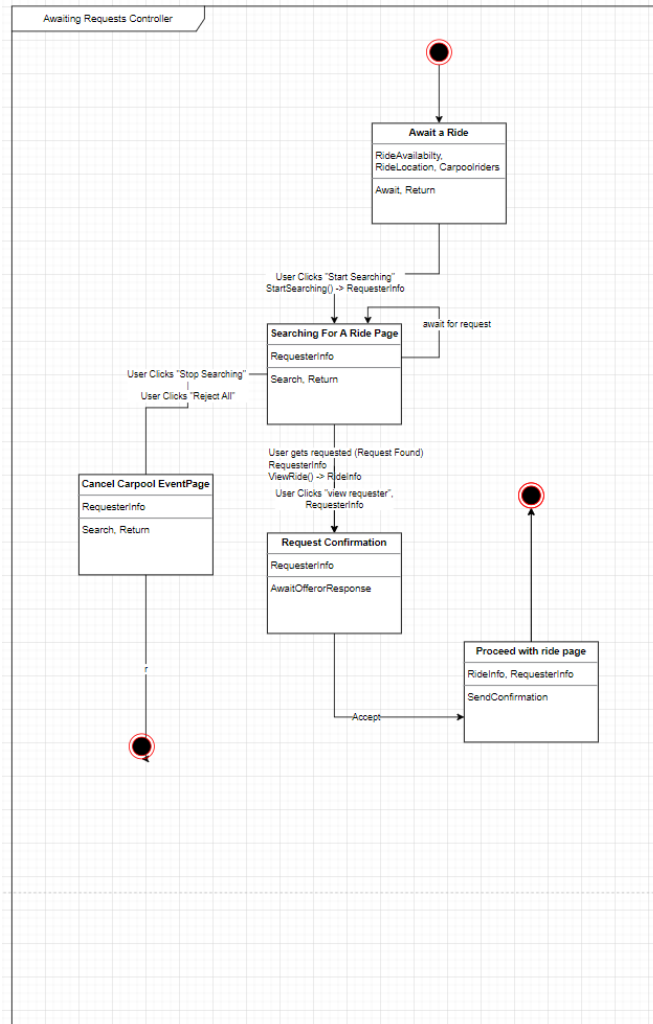 Awaiting Requests Controller
Await a Ride
RideAvailabilty,
RideLocation, Carpoolriders
Await, Return
User Clicks "Start Searching"
StartSearching() -> RequesterInfo
await for request
Searching For A Ride Page
RequesterInfo
Search, Return
User Clicks "Stop Searching"
User Clicks "Reject All"
User gets requested (Request Found)
RequesterInfo
ViewRide() -> RideInfo
User Clicks "view requester",
RequesterInfo
Cancel Carpool EventPage
RequesterInfo
Search, Return
Request Confirmation
RequesterInfo
AwaitOfferorResponse
Proceed with ride page
RideInfo, RequesterInfo
SendConfirmation
r
Accept